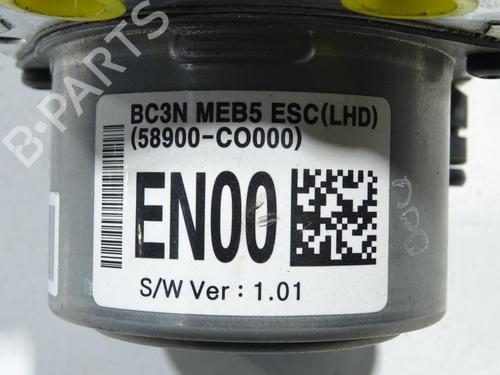 B-PARTS
BC3N MEB5 ESC(LHD)
(58900-CO000)
EN00
S/W Ver : 1.01